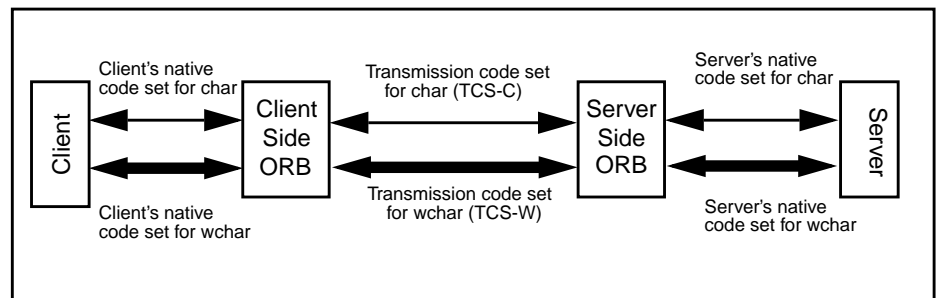 Client's native
code set for char
Client
Client's native
code set for wchar
Client
Side
ORB
Transmission code set
for char (TCS-C)
Transmission code set
for wchar (TCS-W)
Server
Side
ORB
Server's native
code set for char
Server's native
code set for wchar
Server